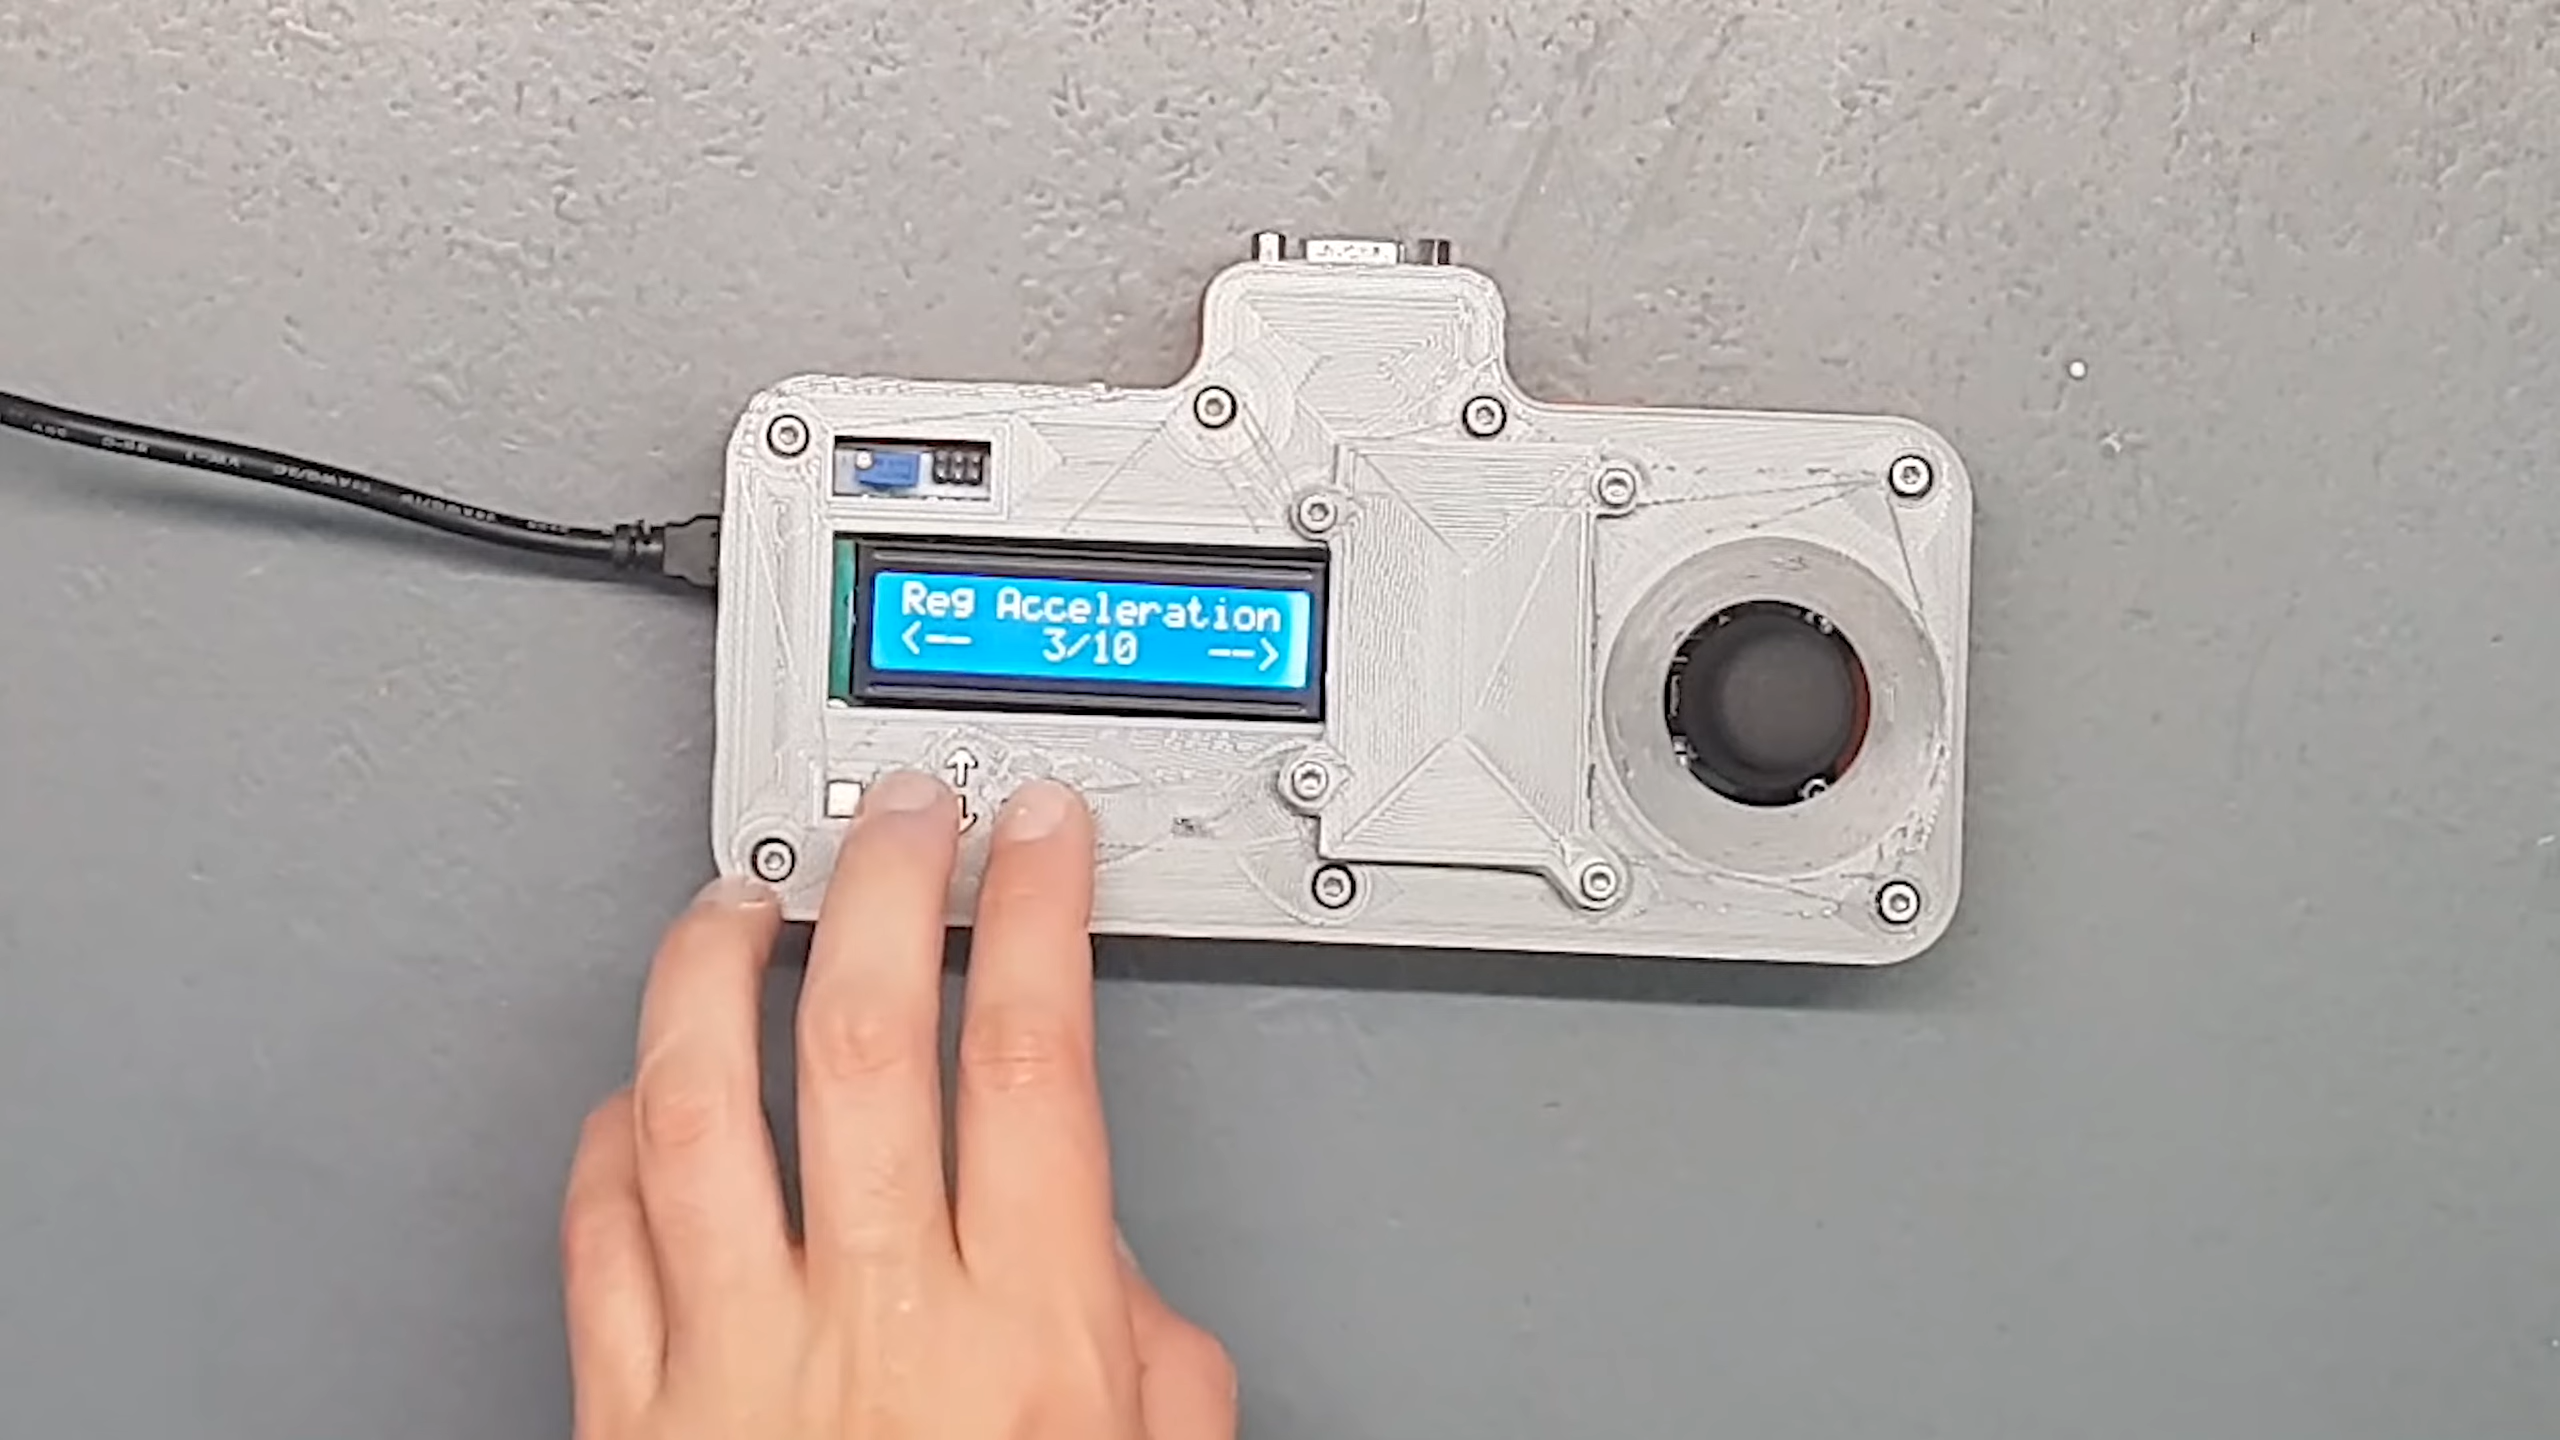 Reg Acceleration
<-- 3/10 -->